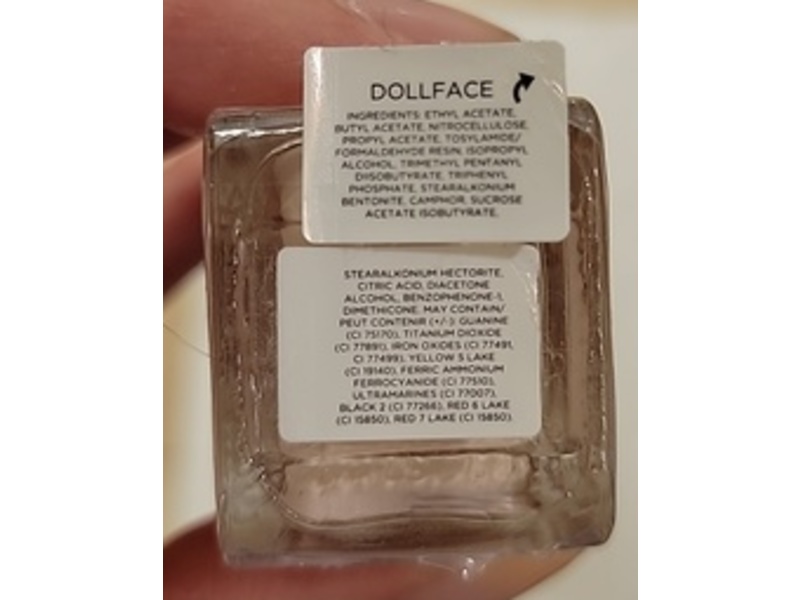 DOLLFACE
INGREDIENTS: ETHYL ACETATE,
BUTYL ACETATE, NITROCELLULOSE,
PROPYL ACETATE, TOSYLAMIDE/
FORMALDEHYDE RESIN, ISOPROPYL
ALCOHOL, TRIMETHYL PENTANYL
DIISOBUTYRATE, TRIPHENYL
PHOSPHATE, STEARALKONIUM
BENTONITE, CAMPHOR, SUCROSE
ACETATE ISOBUTYRATE,
STEARALKONIUM HECTORITE,
CITRIC ACID, DIACETONE
ALCOHOL, BENZOPHENONE-1,
DIMETHICONE. MAY CONTAIN/
PEUT CONTENIR (+/-): GUANINE
(CI 75170), TITANIUM DIOXIDE
(CI 77891), IRON OXIDES (CI 77491,
CI 77499), YELLOW 5 LAKE
(CI 19140), FERRIC AMMONIUM
FERROCYANIDE (CI 77510),
ULTRAMARINES (CI 77007),
BLACK 2 (CI 77266), RED 6 LAKE
(CI 15850), RED 7 LAKE (CI 15850).